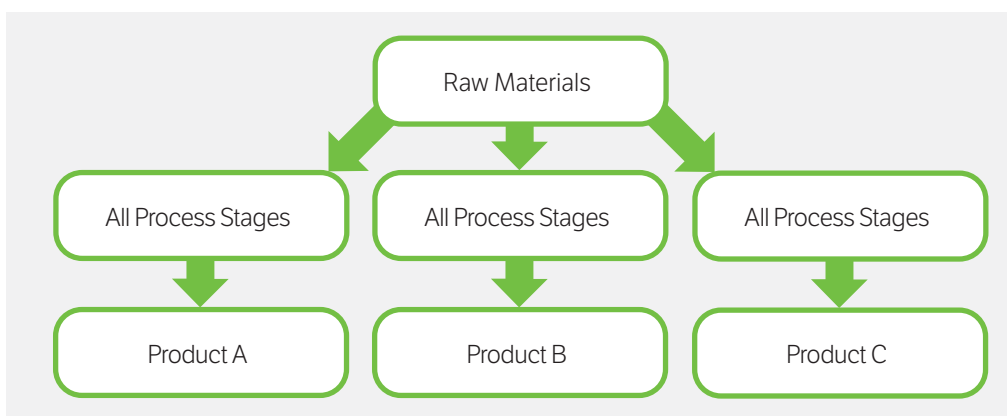 Raw Materials
All Process Stages
All Process Stages
All Process Stages
Product A
Product B
Product C